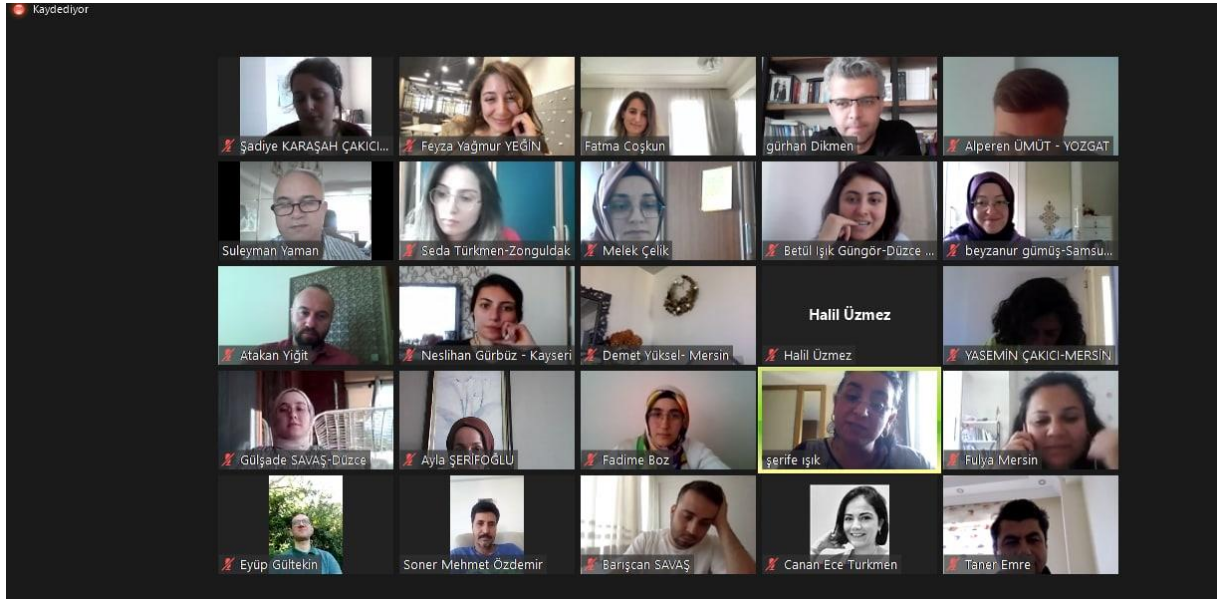 Kaydediyor
Şadiye KARAŞAH ÇAKICI...
Feyza Yağmur YEĞİN
Fatma Coşkun
gürhan Dikmen
Alperen ÜMÜT - YOZGAT
Suleyman Yaman
Seda Türkmen-Zonguldak
Melek Çelik
Betül Işık Güngör-Düzce ...
beyzanur gümüş-Samsu...
Atakan Yiğit
Neslihan Gürbüz - Kayseri
Demet Yüksel- Mersin
Halil Üzmez
Halil Üzmez
YASEMİN ÇAKICI-MERSİN
Gülşade SAVAŞ-Düzce
Ayla ŞERİFOĞLU
Fadime Boz
şerife ışık
Fulya Mersin
Eyüp Gültekin
Soner Mehmet Özdemir
Barışcan SAVAŞ
Canan Ece Turkmen
Taner Emre